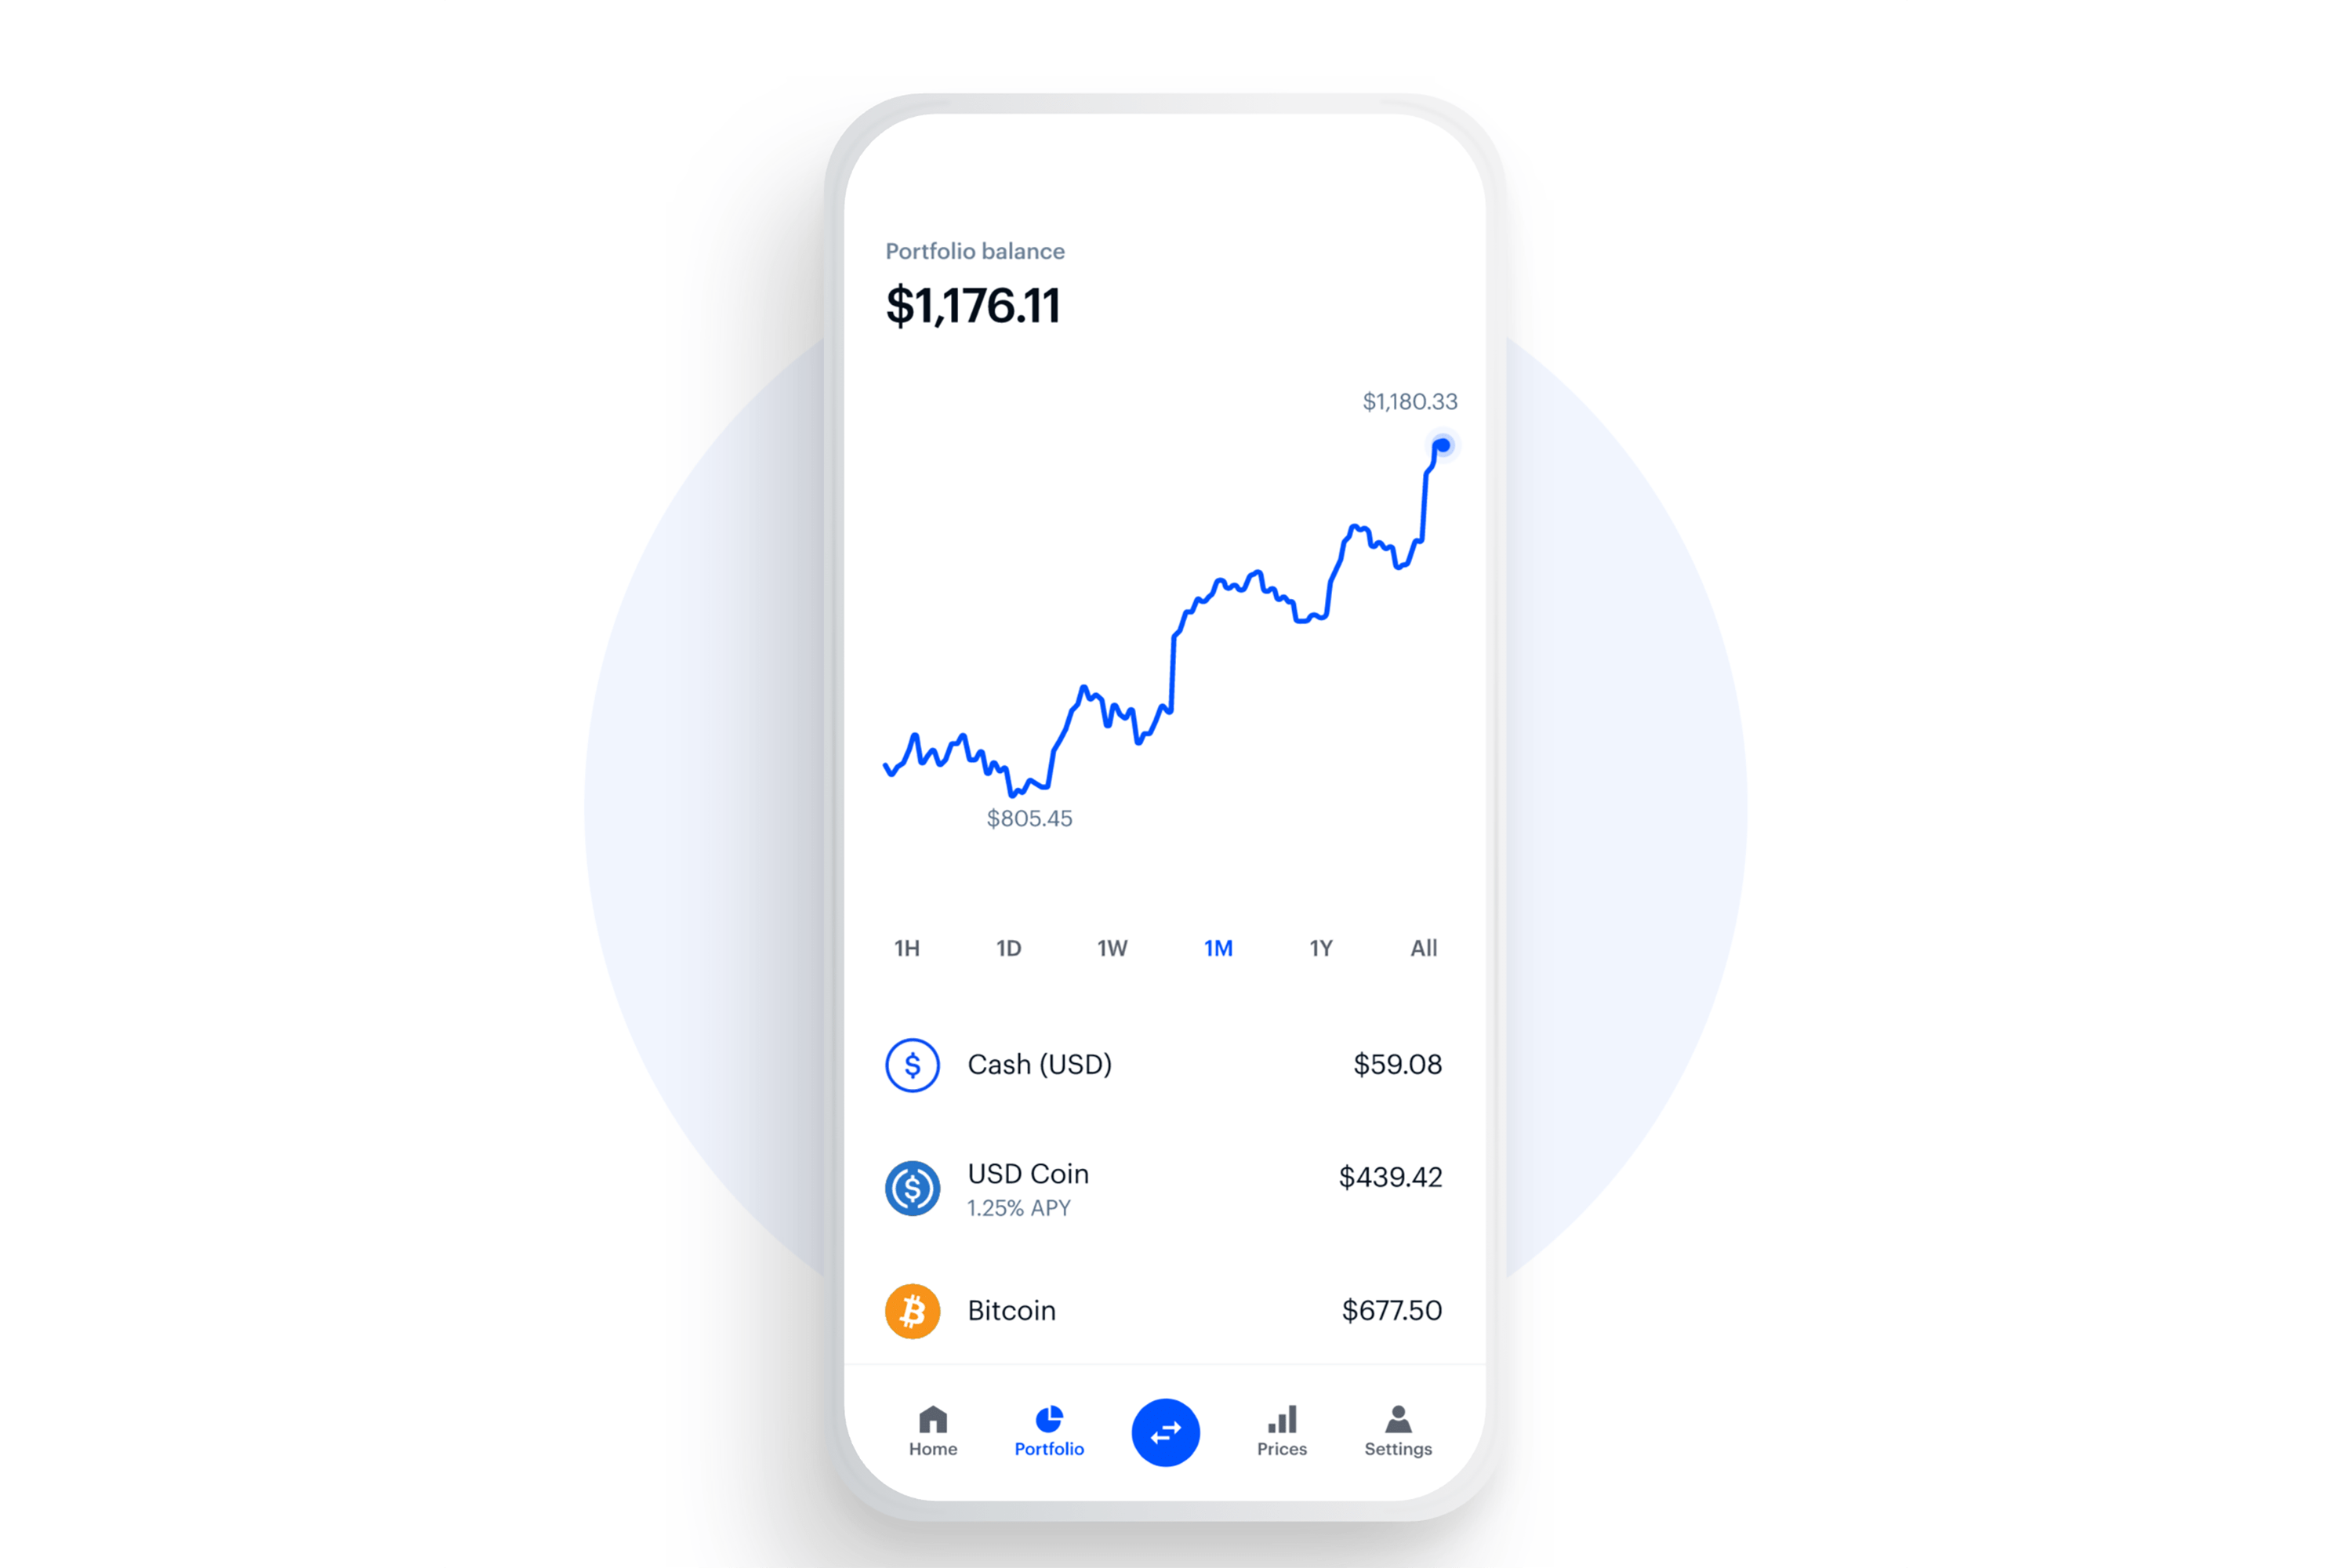 Portfolio balance
$1,176.11
$1,180.33
$805.45
1H 1D 1W 1M 1Y All
Cash (USD) $59.08
USD Coin $439.42
1.25% APY
Bitcoin $677.50
Home Portfolio Prices Settings